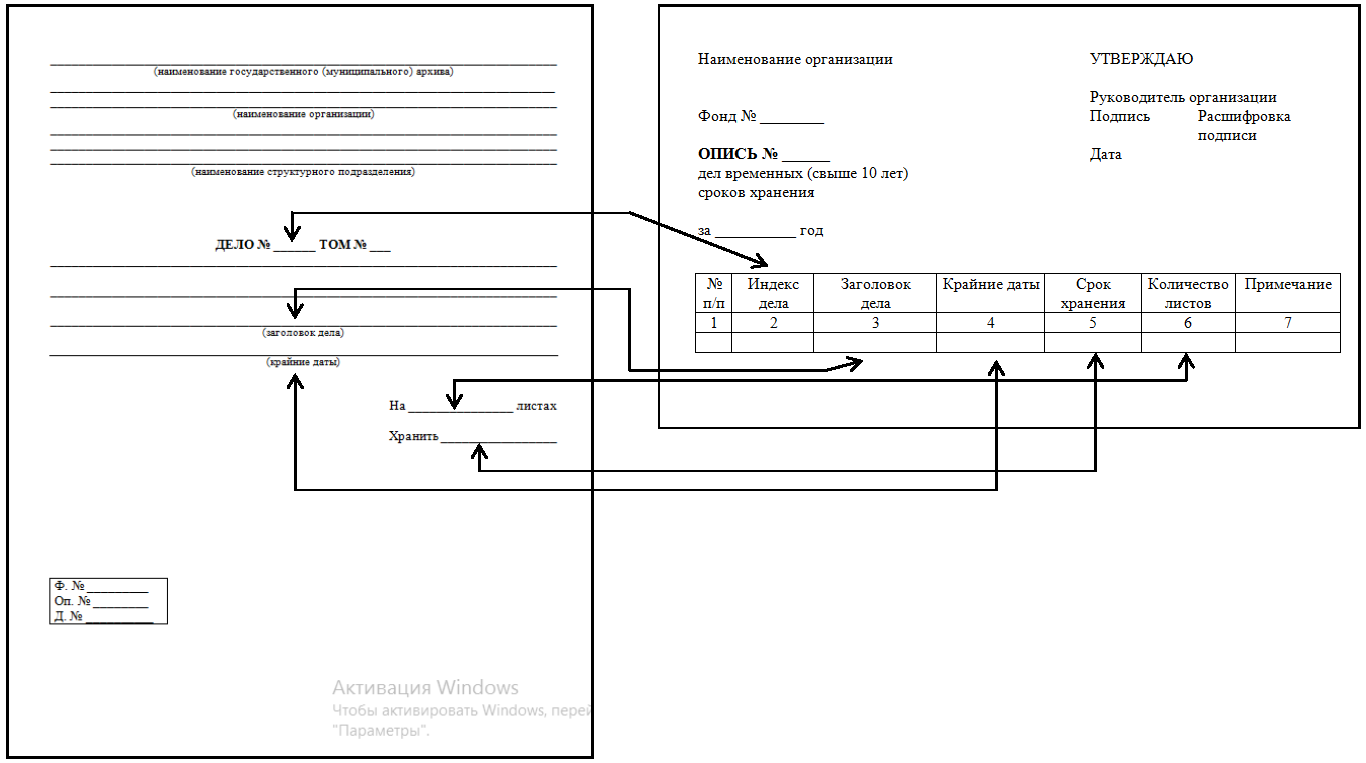 (наименование государственного (муниципального) архива)
(наименование организации)
(наименование структурного подразделения)
ДЕЛО № ______ ТОМ № ___
(заголовок дела)
(крайние даты)
На _______________ листах
Хранить ________________
Ф. № _________
Оп. № ________
Д. № __________
Активация Windows
Чтобы активировать Windows, перей
"Параметры".
Наименование организации
УТВЕРЖДАЮ
Руководитель организации
Фонд № ________
Подпись Расшифровка
подписи
ОПИСЬ № ______
Дата
дел временных (свыше 10 лет)
сроков хранения
за __________ год
№ п/п Индекс дела Заголовок дела Крайние даты Срок хранения Количество листов Примечание
1 2 3 4 5 6 7